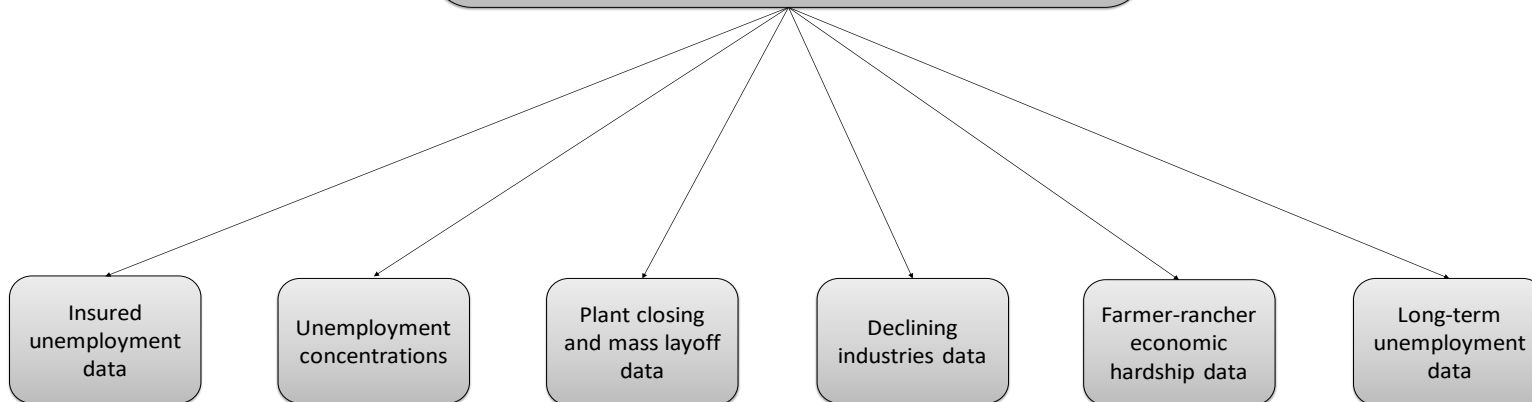 Insured
unemployment
data
Unemployment
concentrations
Plant closing
and mass layoff
data
Declining
industries data
Farmer-rancher
economic
hardship data
Long-term
unemployment
data